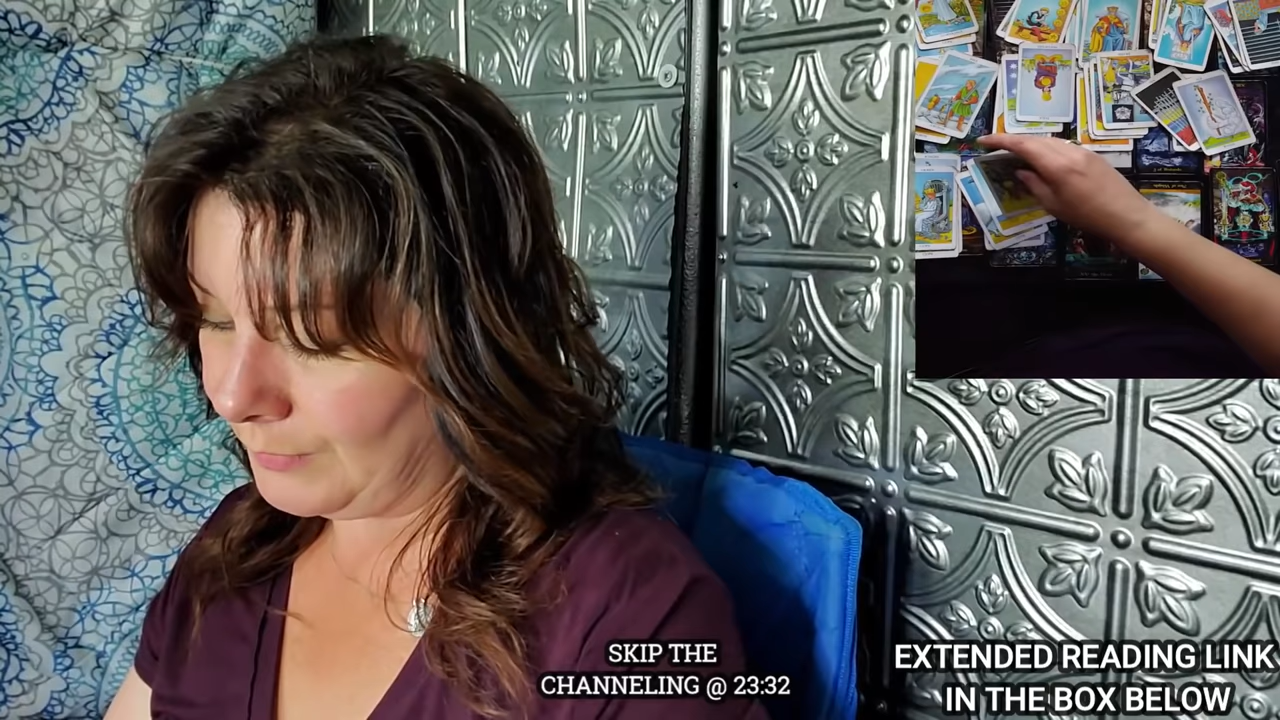 SKIP THE
CHANNELING @ 23:32
EXTENDED READING LINK
IN THE BOX BELOW